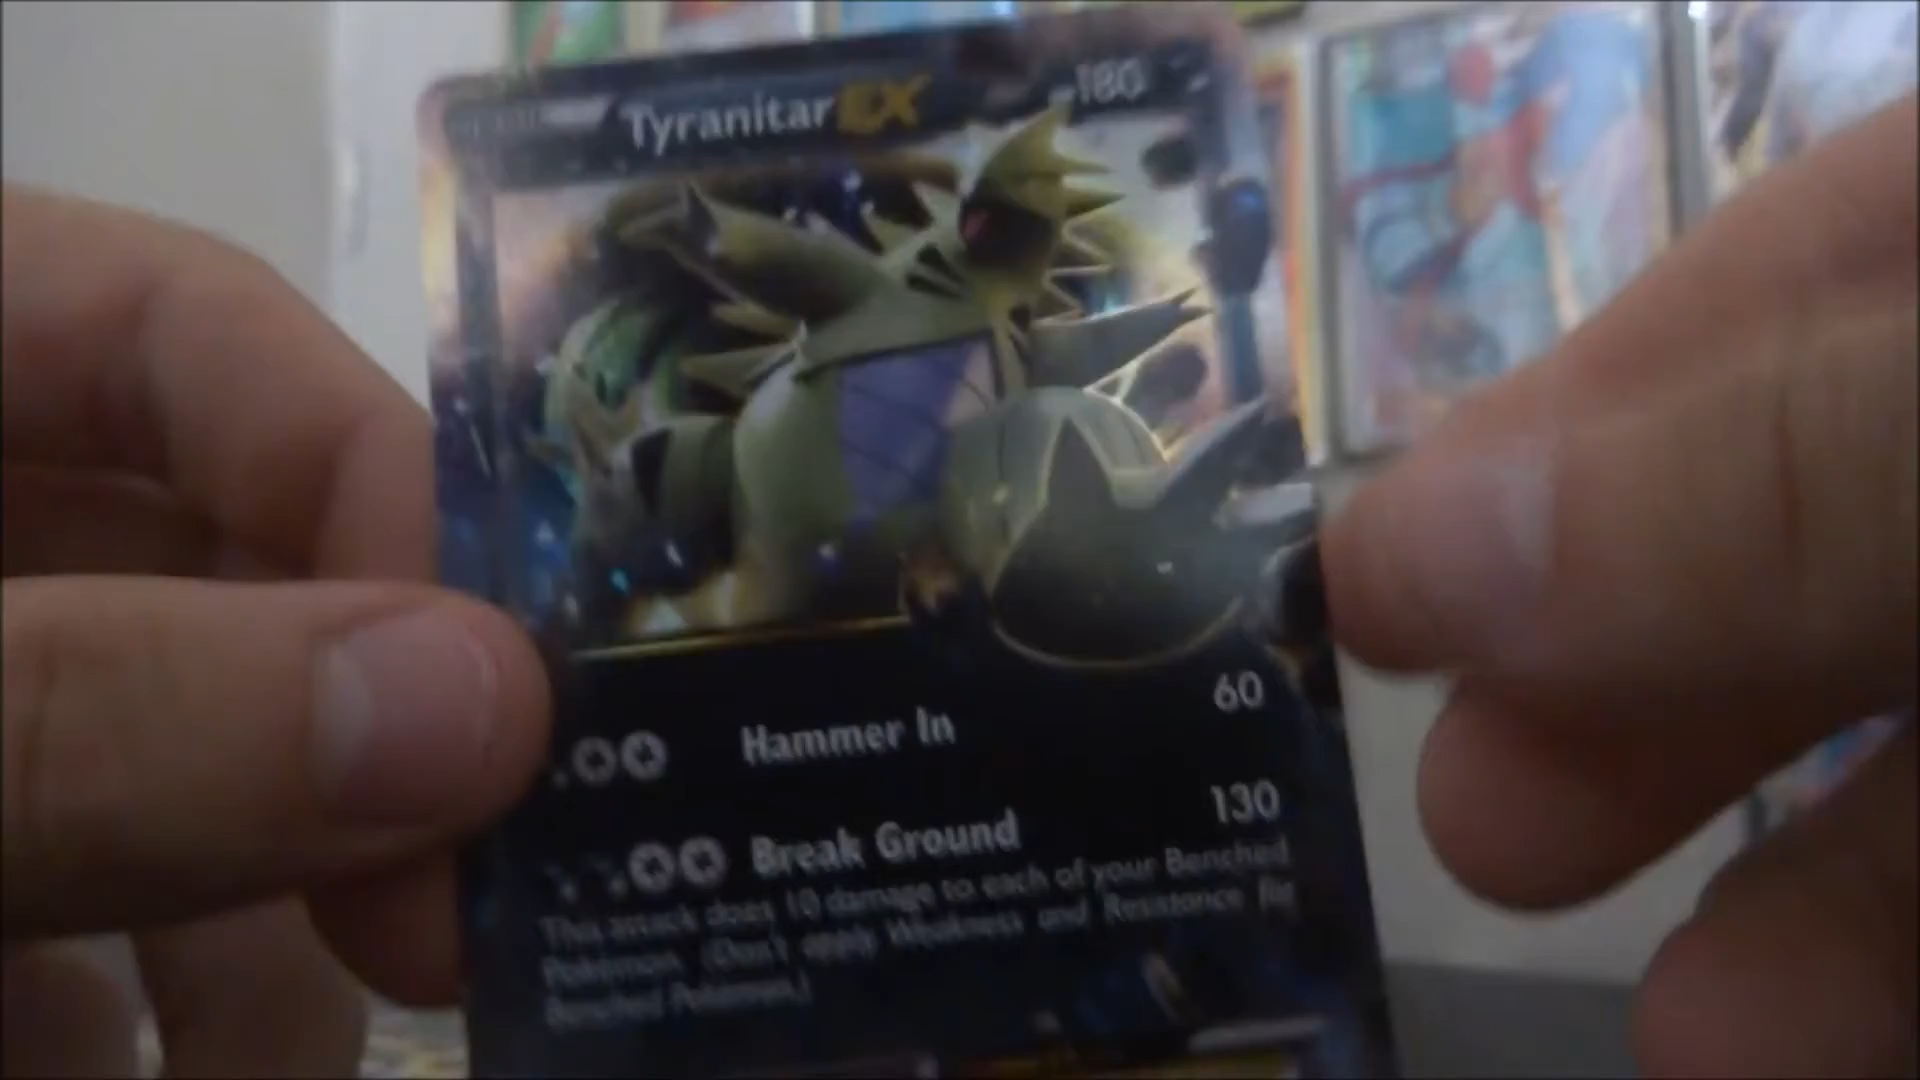 Tyranitar EX 180
Hammer In 60
Break Ground 130
This attack does 10 damage to each of your Benched
Pokémon. (Don't apply Weakness and Resistance for
Benched Pokémon.)